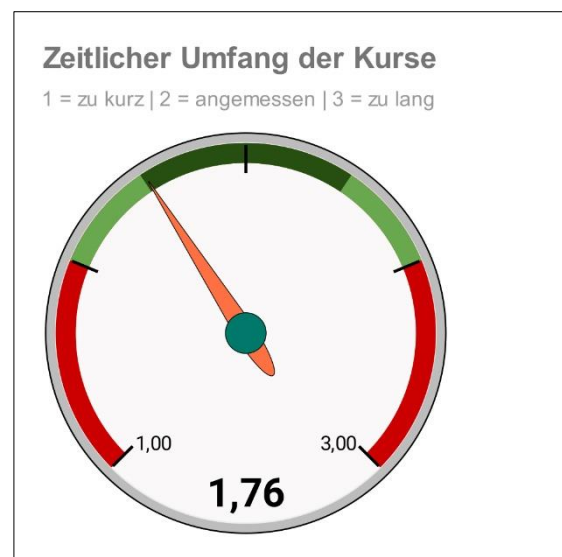 Zeitlicher Umfang der Kurse
1 = zu kurz | 2 = angemessen | 3 = zu lang
1,00
3,00
1,76